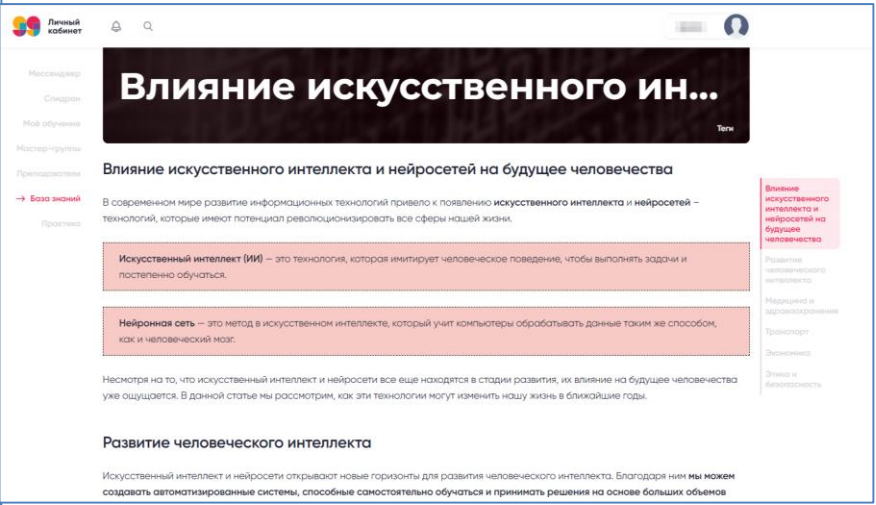 Личный
кабинет
Влияние искусственного ин...
Теги
Мессенджер
Спидран
Моё обучение
Мастер-группы
Преподаватели
→ База знаний
Практика
Влияние искусственного интеллекта и нейросетей на будущее человечества
В современном мире развитие информационных технологий привело к появлению искусственного интеллекта и нейросетей –
технологий, которые имеют потенциал революционизировать все сферы нашей жизни.
Искусственный интеллект (ИИ) — это технология, которая имитирует человеческое поведение, чтобы выполнять задачи и
постепенно обучаться.
Нейронная сеть — это метод в искусственном интеллекте, который учит компьютеры обрабатывать данные таким же способом,
как и человеческий мозг.
Несмотря на то, что искусственный интеллект и нейросети все еще находятся в стадии развития, их влияние на будущее человечества
уже ощущается. В данной статье мы рассмотрим, как эти технологии могут изменить нашу жизнь в ближайшие годы.
Развитие человеческого интеллекта
Искусственный интеллект и нейросети открывают новые горизонты для развития человеческого интеллекта. Благодаря ним мы можем
создавать автоматизированные системы, способные самостоятельно обучаться и принимать решения на основе больших объемов
Влияние
искусственного
интеллекта и
нейросетей на
будущее
человечества
Развитие
человеческого
интеллекта
Медицина и
здравоохранение
Транспорт
Экономика
Этика и
безопасность